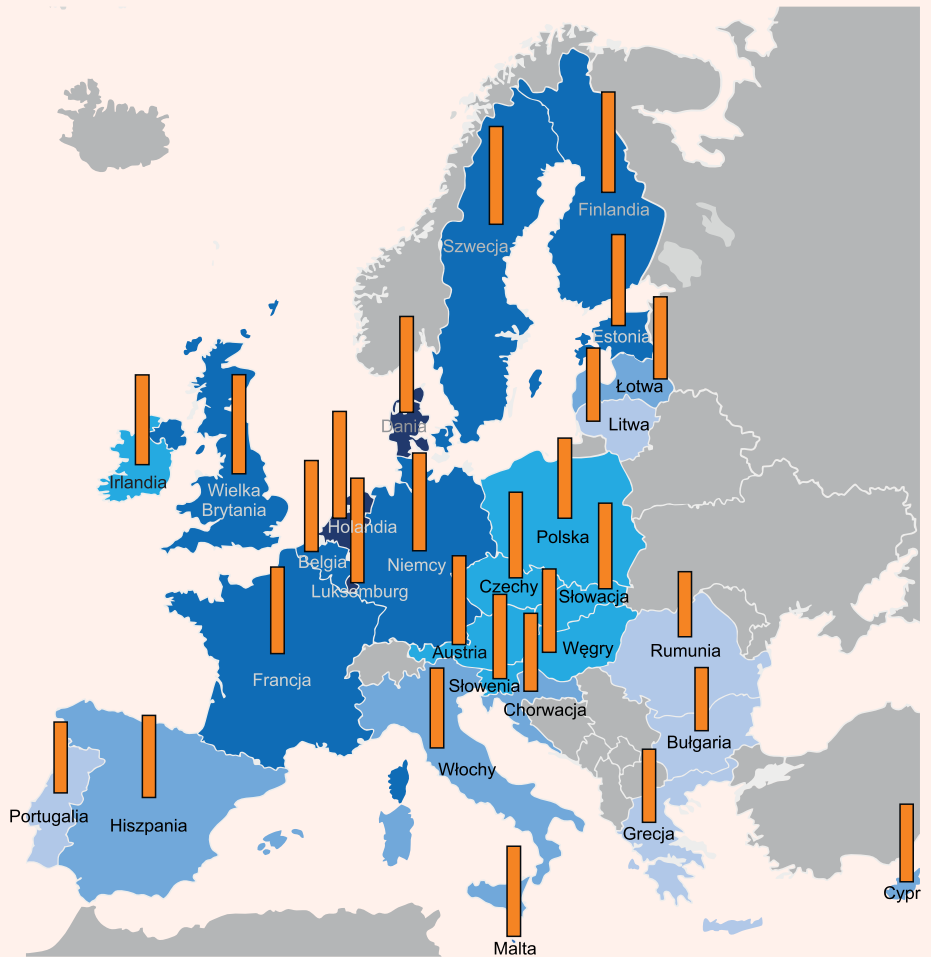 Finlandia
Szwecja
Estonia
Łotwa
Litwa
Dania
Irlandia
Wielka
Brytania
Holandia
Polska
Belgia
Niemcy
Luksemburg
Czechy
Słowacja
Austria
Węgry
Rumunia
Francja
Słowenia
Chorwacja
Bułgaria
Włochy
Portugalia
Hiszpania
Grecja
Cypr
Malta